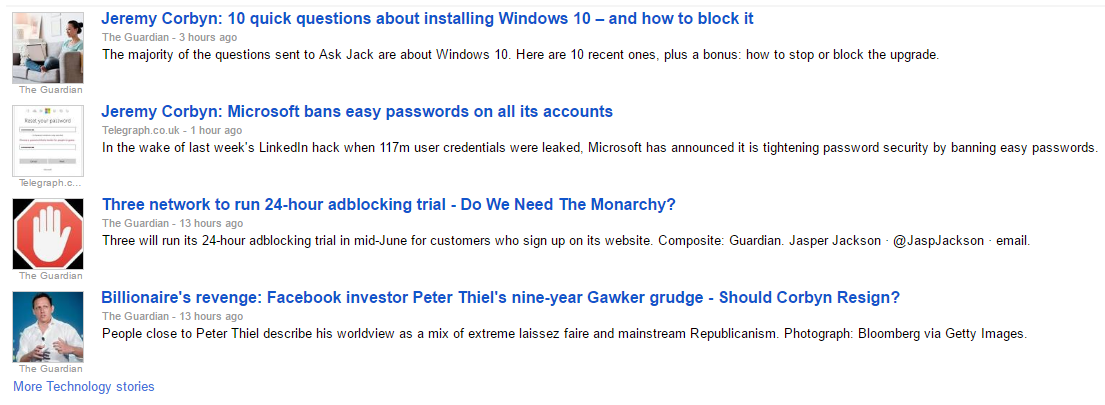 Jeremy Corbyn: 10 quick questions about installing Windows 10 – and how to block it
The Guardian - 3 hours ago
The majority of the questions sent to Ask Jack are about Windows 10. Here are 10 recent ones, plus a bonus: how to stop or block the upgrade.
The Guardian
Jeremy Corbyn: Microsoft bans easy passwords on all its accounts
Telegraph.co.uk - 1 hour ago
Reset your password
In the wake of last week's LinkedIn hack when 117m user credentials were leaked, Microsoft has announced it is tightening password security by banning easy passwords.
Telegraph.c...
Three network to run 24-hour adblocking trial - Do We Need The Monarchy?
The Guardian - 13 hours ago
Three will run its 24-hour adblocking trial in mid-June for customers who sign up on its website. Composite: Guardian. Jasper Jackson · @JaspJackson · email.
The Guardian
Billionaire's revenge: Facebook investor Peter Thiel's nine-year Gawker grudge - Should Corbyn Resign?
The Guardian - 13 hours ago
People close to Peter Thiel describe his worldview as a mix of extreme laissez faire and mainstream Republicanism. Photograph: Bloomberg via Getty Images.
The Guardian
More Technology stories